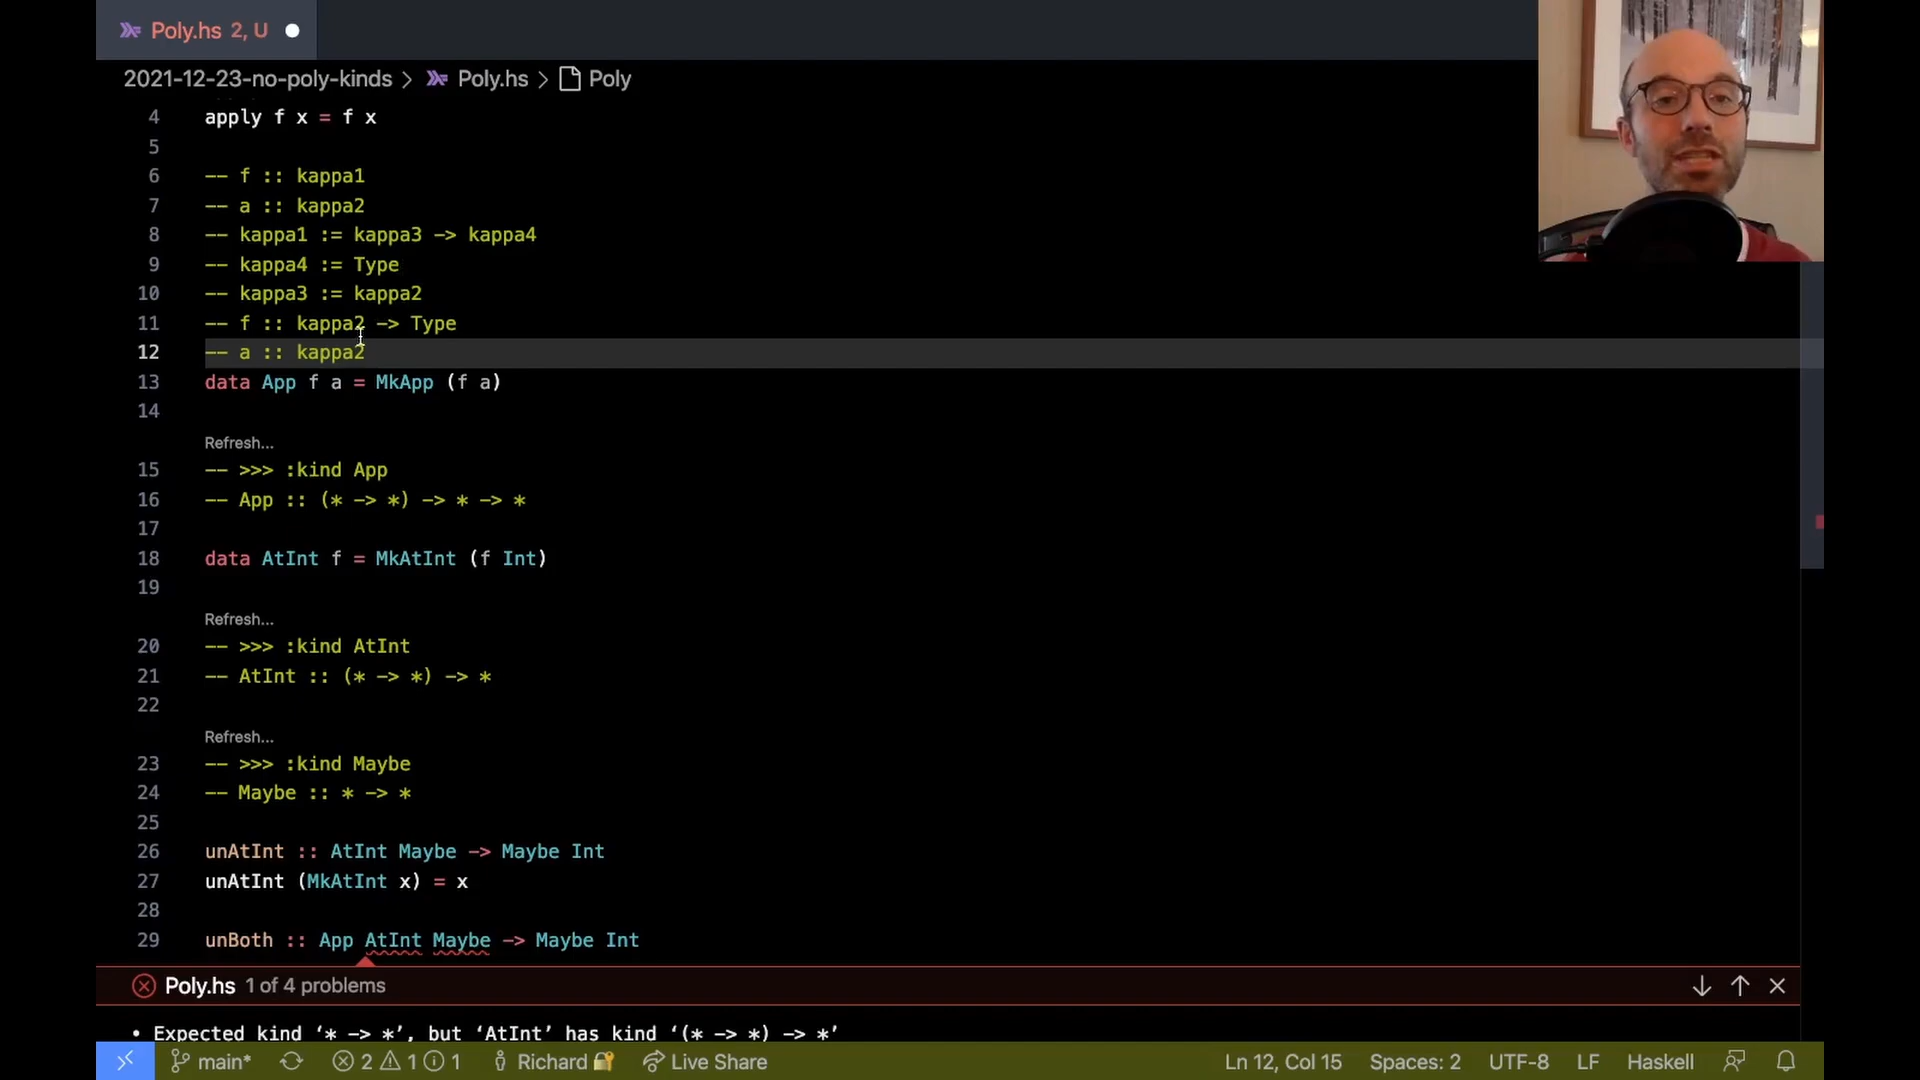 Poly.hs 2, U
2021-12-23-no-poly-kinds > Poly.hs > Poly
4 apply f x = f x
5
6 -- f :: kappa1
7 -- a :: kappa2
8 -- kappa1 := kappa3 -> kappa4
9 -- kappa4 := Type
10 -- kappa3 := kappa2
11 -- f :: kappa2 -> Type
12 -- a :: kappa2
13 data App f a = MkApp (f a)
14
Refresh...
15 -- >>> :kind App
16 -- App :: (* -> *) -> * -> *
17
18 data AtInt f = MkAtInt (f Int)
19
Refresh...
20 -- >>> :kind AtInt
21 -- AtInt :: (* -> *) -> *
22
Refresh...
23 -- >>> :kind Maybe
24 -- Maybe :: * -> *
25
26 unAtInt :: AtInt Maybe -> Maybe Int
27 unAtInt (MkAtInt x) = x
28
29 unBoth :: App AtInt Maybe -> Maybe Int
Poly.hs 1 of 4 problems
• Expected kind ‘* -> *’, but ‘AtInt’ has kind ‘(* -> *) -> *’
main* 2 1 1 Richard Live Share Ln 12, Col 15 Spaces: 2 UTF-8 LF Haskell